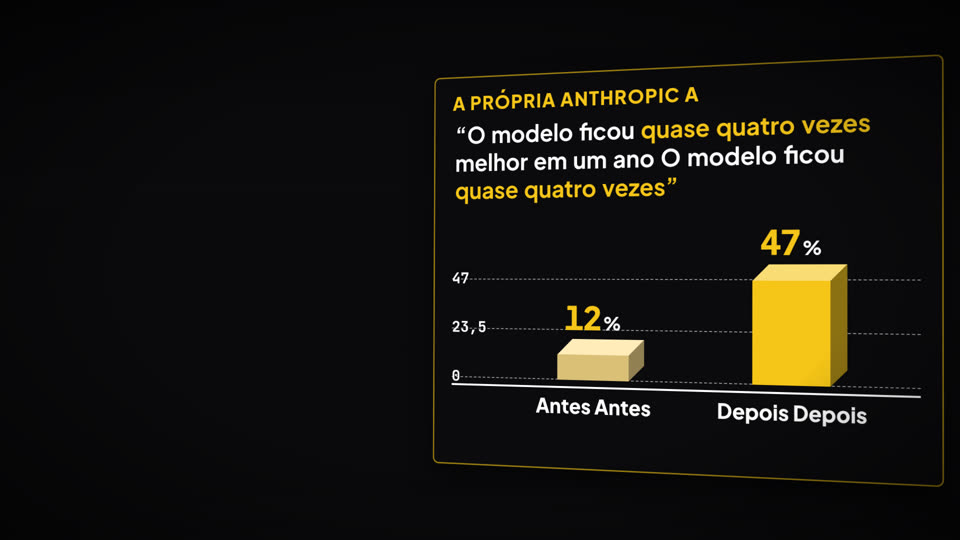 A PRÓPRIA ANTHROPIC A
“O modelo ficou quase quatro vezes
melhor em um ano O modelo ficou
quase quatro vezes”
47%
47
12%
23,5
0
Antes Antes
Depois Depois